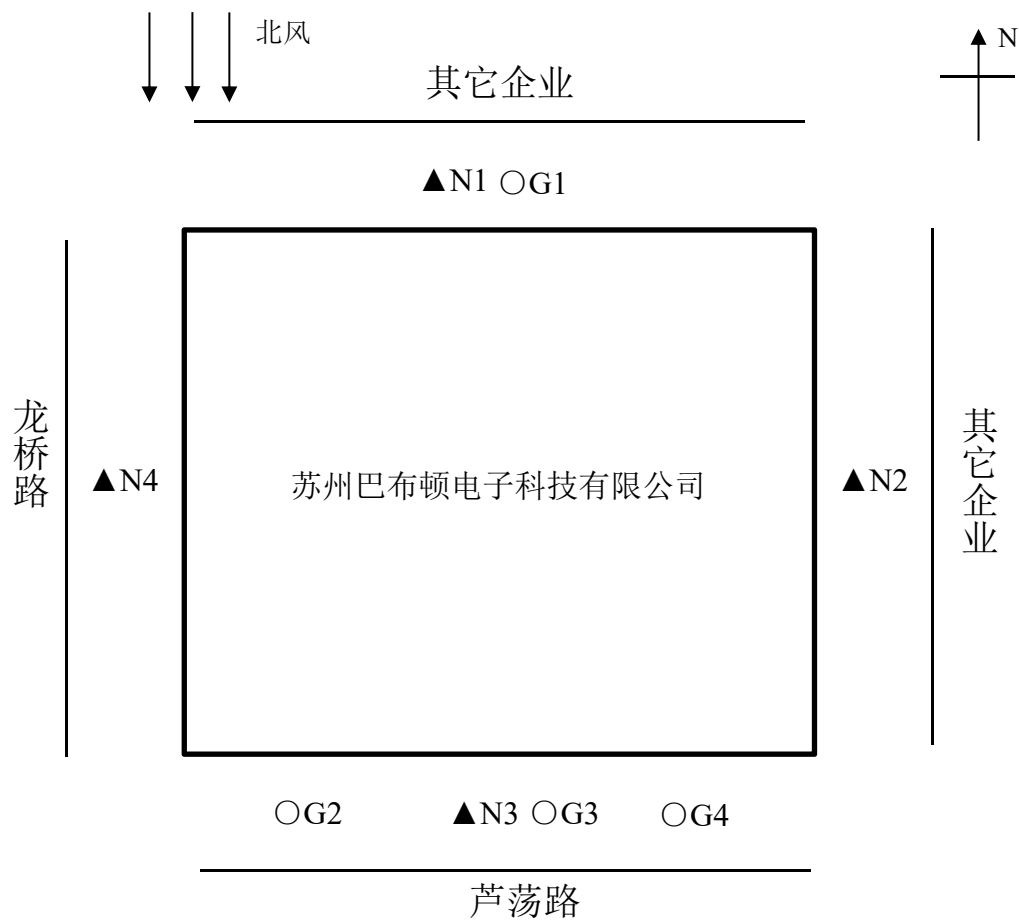 北风
N
其它企业
▲N1 ○G1
龙桥路
▲N4
苏州巴布顿电子科技有限公司
▲N2
其它企业
○G2
▲N3 ○G3
○G4
芦荡路